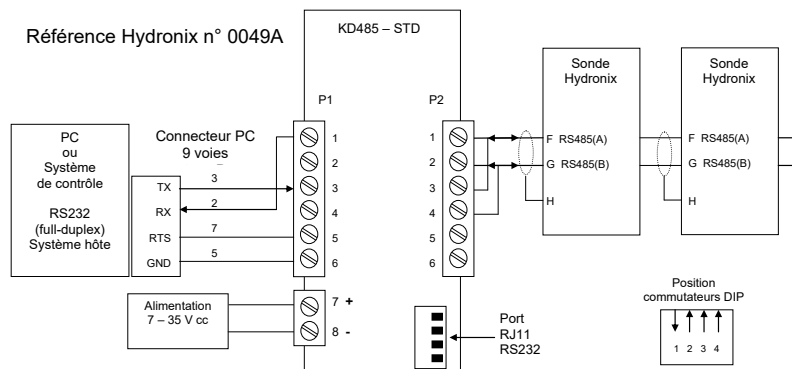 Référence Hydronix n° 0049A
KD485 – STD
P1
P2
PC
ou
Système
de contrôle
RS232
(full-duplex)
Système hôte
Connecteur PC
9 voies
TX
RX
RTS
GND
3
2
7
5
1
2
3
4
5
6
7 +
8 -
Alimentation
7 – 35 V cc
1
2
3
4
5
6
Port
RJ11
RS232
Sonde
Hydronix
F RS485(A)
G RS485(B)
H
Sonde
Hydronix
F RS485(A)
G RS485(B)
H
Position
commutateurs DIP
1 2 3 4